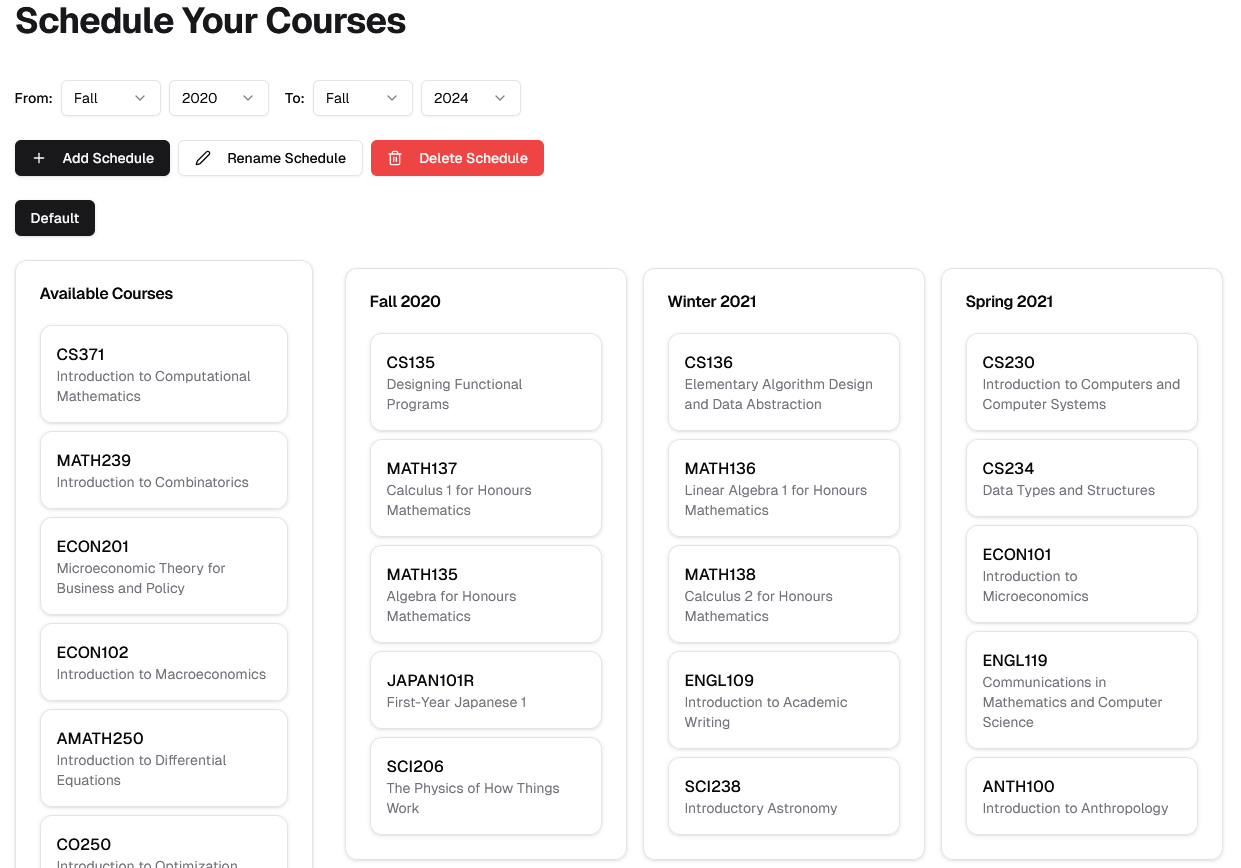 Schedule Your Courses
From: Fall 2020 To: Fall 2024
Add Schedule Rename Schedule Delete Schedule
Default
Available Courses
CS371
Introduction to Computational
Mathematics
MATH239
Introduction to Combinatorics
ECON201
Microeconomic Theory for
Business and Policy
ECON102
Introduction to Macroeconomics
AMATH250
Introduction to Differential
Equations
CO250
Introduction to Optimization
Fall 2020
CS135
Designing Functional
Programs
MATH137
Calculus 1 for Honours
Mathematics
MATH135
Algebra for Honours
Mathematics
JAPAN101R
First-Year Japanese 1
SCI206
The Physics of How Things
Work
Winter 2021
CS136
Elementary Algorithm Design
and Data Abstraction
MATH136
Linear Algebra 1 for Honours
Mathematics
MATH138
Calculus 2 for Honours
Mathematics
ENGL109
Introduction to Academic
Writing
SCI238
Introductory Astronomy
Spring 2021
CS230
Introduction to Computers and
Computer Systems
CS234
Data Types and Structures
ECON101
Introduction to
Microeconomics
ENGL119
Communications in
Mathematics and Computer
Science
ANTH100
Introduction to Anthropology